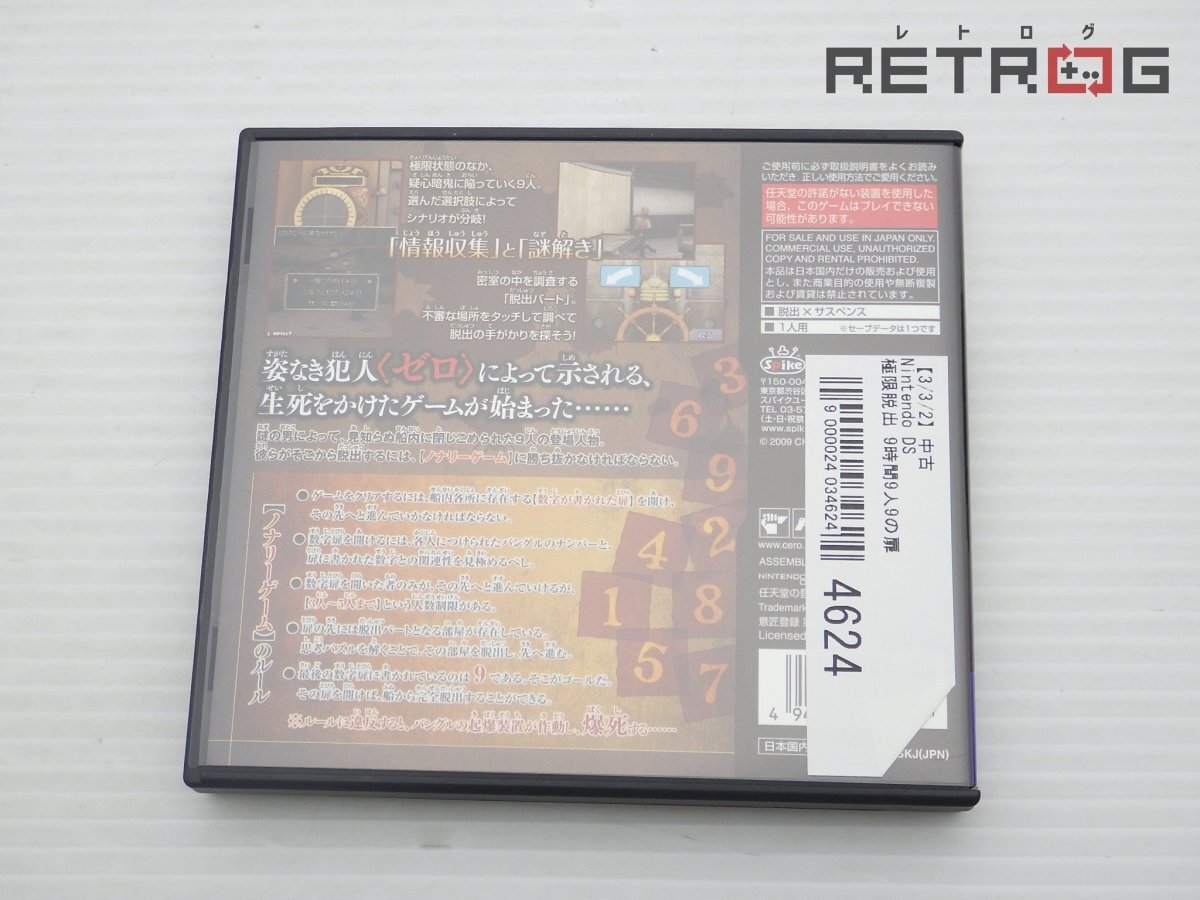 レトログ
RETROG
極限状態のなか、
疑心暗鬼に陥っていく9人。
選んだ選択肢によって
シナリオが分岐!
「情報収集」と「謎解き」
密室の中を調査する
「脱出パート」。
不審な場所をタッチして調べて
脱出の手がかりを探そう!
姿なき犯人〈ゼロ〉によって示される、
生死をかけたゲームが始まった……
謎の男によって、見知らぬ船内に閉じこめられた9人の登場人物。
彼らがそこから脱出するには、【ノナリーゲーム】に勝ち抜かなければならない。
【ノナリーゲーム】のルール
●ゲームをクリアするには、船内各所に存在する【数字が書かれた扉】を開け、
その先へと進んでいかなければならない。
●数字扉を開けるには、各人につけられたバングルのナンバーと、
扉に書かれた数字との関連性を見極めるべし。
●数字扉を開いた者のみが、その先へと進んでいけるが、
【3人〜5人まで】という人数制限がある。
●扉の先には脱出パートとなる部屋が存在している。
思考パズルを解くことで、その部屋を脱出し、先へ進む。
●最後の数字扉に書かれているのは9である。そこがゴールだ。
その扉を開ければ、船から完全脱出することができる。
※ルールに違反すると、バングルの起爆装置が作動し、爆死する……
3
6
9
4
2
1
8
5
7
ご使用前に必ず取扱説明書をよくお読み
いただき、正しい使用方法でご愛用ください。
任天堂の許諾がない装置を使用した
場合、このゲームはプレイできない
可能性があります。
FOR SALE AND USE IN JAPAN ONLY.
COMMERCIAL USE, UNAUTHORIZED
COPY AND RENTAL PROHIBITED.
本品は日本国内だけの販売および使用
とし、また商業目的の使用や無断複製
および賃貸は禁止されています。
■脱出×サスペンス
■1人用 ※セーブデータは1つです
Spike
〒150-004
東京都渋谷区
スパイクユー
TEL 03-57
(土・日・祝祭
www.spik
© 2009 CH
www.cero.
ASSEMBL
NINTENDO
任天堂の登
Trademark
意匠登録
Licensed
4 94
日本国内
SKJ(JPN)
【3/3/2】 中古
Nintendo DS
極限脱出 9時間9人9の扉
9 000024 034624
4624